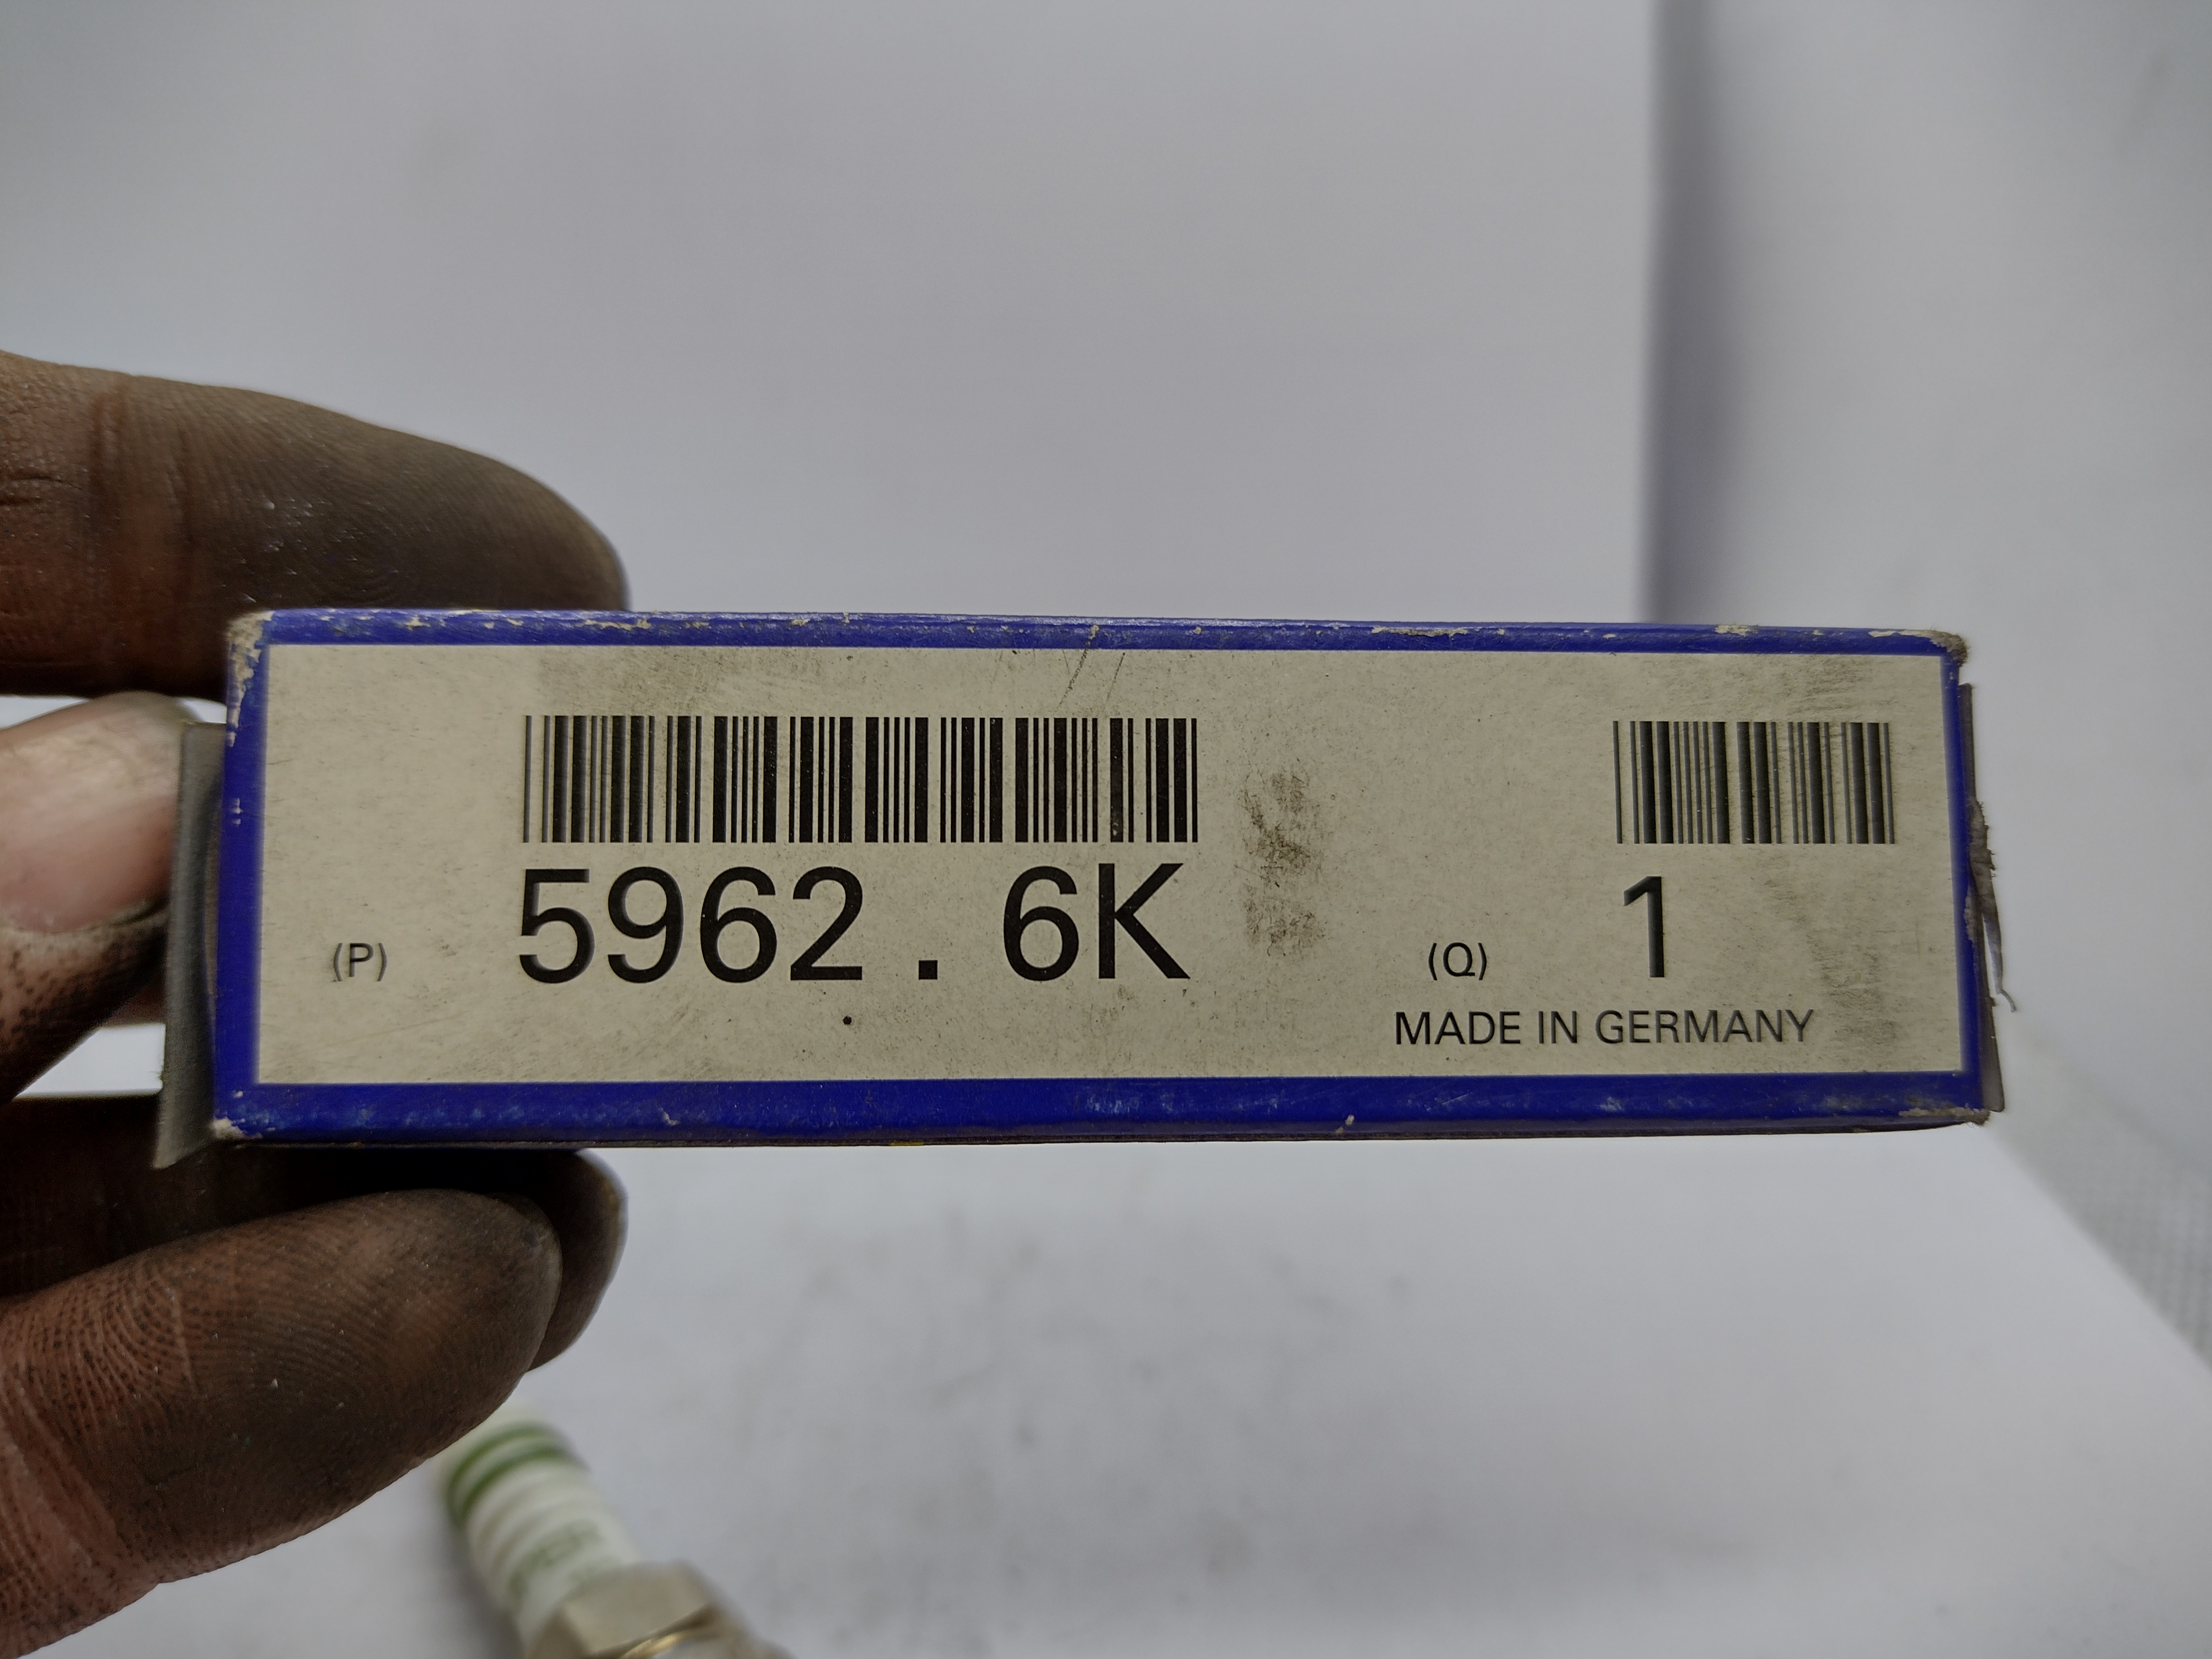 (P) 5962 . 6K
(Q) 1
MADE IN GERMANY